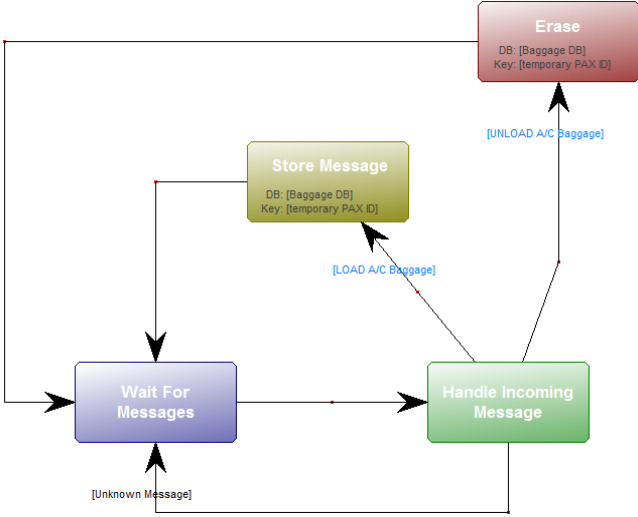 Erase
DB: [Baggage DB]
Key: [temporary PAX ID]
[UNLOAD A/C Baggage]
Store Message
DB: [Baggage DB]
Key: [temporary PAX ID]
[LOAD A/C Baggage]
Wait For
Messages
Handle Incoming
Message
[Unknown Message]